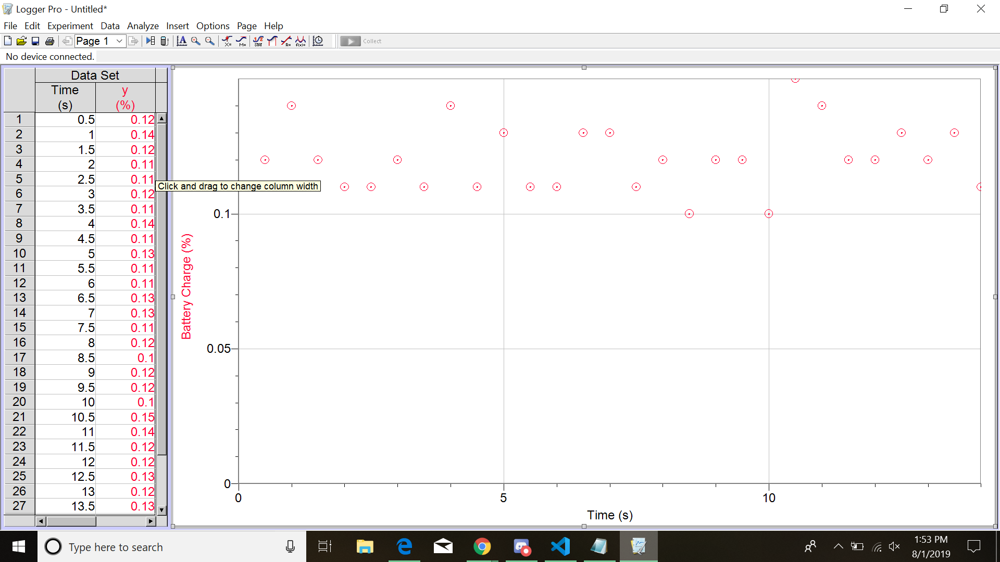 Logger Pro - Untitled*
File Edit Experiment Data Analyze Insert Options Page Help
Page 1 Collect
No device connected.
Data Set
Time y
(s) (%)
1 0.5 0.12
2 1 0.14
3 1.5 0.12
4 2 0.11
5 2.5 0.11
6 3 0.12
7 3.5 0.11
8 4 0.14
9 4.5 0.11
10 5 0.13
11 5.5 0.11
12 6 0.11
13 6.5 0.13
14 7 0.13
15 7.5 0.11
16 8 0.12
17 8.5 0.1
18 9 0.12
19 9.5 0.12
20 10 0.1
21 10.5 0.15
22 11 0.14
23 11.5 0.12
24 12 0.12
25 12.5 0.13
26 13 0.12
27 13.5 0.13
Click and drag to change column width
Battery Charge (%)
0.1
0.05
0
0 5 10
Time (s)
Type here to search
1:53 PM
8/1/2019